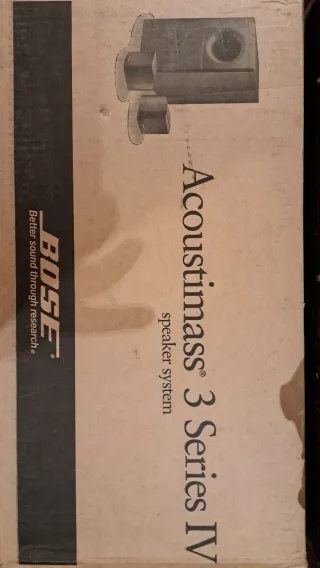 Acoustimass® 3 Series IV
speaker system
BOSE®
Better sound through research®